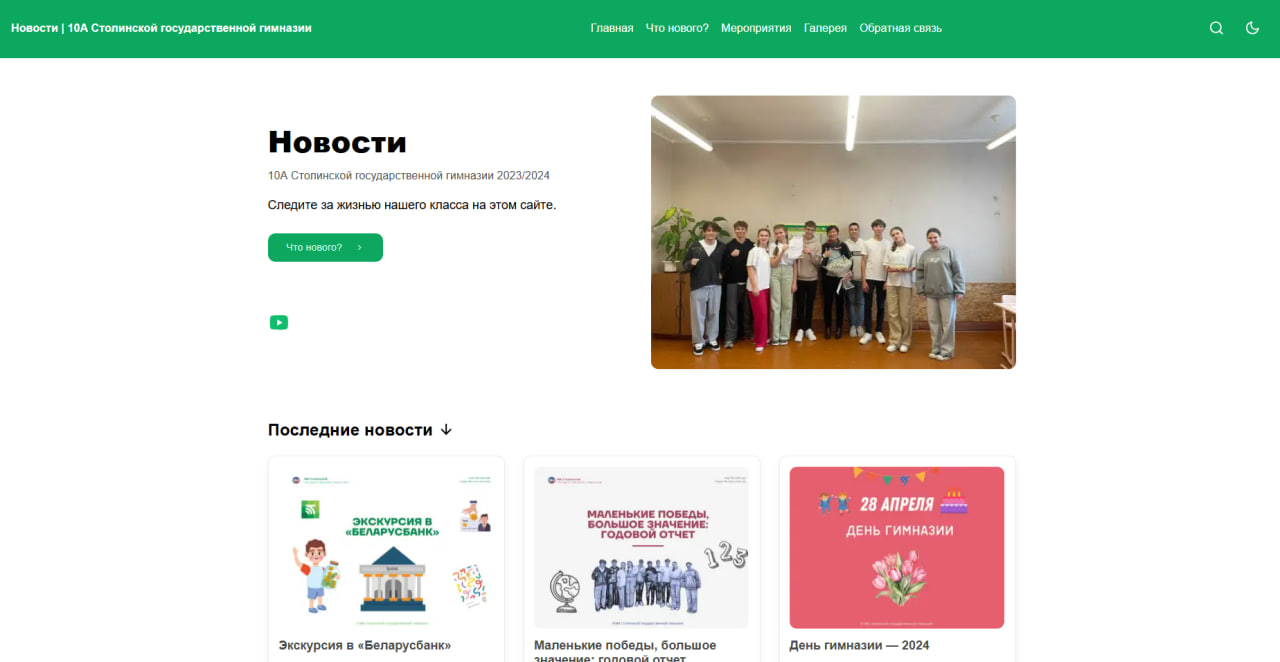 Новости | 10А Столинской государственной гимназии
Главная Что нового? Мероприятия Галерея Обратная связь
Новости
10А Столинской государственной гимназии 2023/2024
Следите за жизнью нашего класса на этом сайте.
Что нового?
Последние новости
ЭКСКУРСИЯ В
«БЕЛАРУСБАНК»
Экскурсия в «Беларусбанк»
МАЛЕНЬКИЕ ПОБЕДЫ,
БОЛЬШОЕ ЗНАЧЕНИЕ:
ГОДОВОЙ ОТЧЕТ
123
Маленькие победы, большое
значение: годовой отчет
28 АПРЕЛЯ
ДЕНЬ ГИМНАЗИИ
День гимназии — 2024